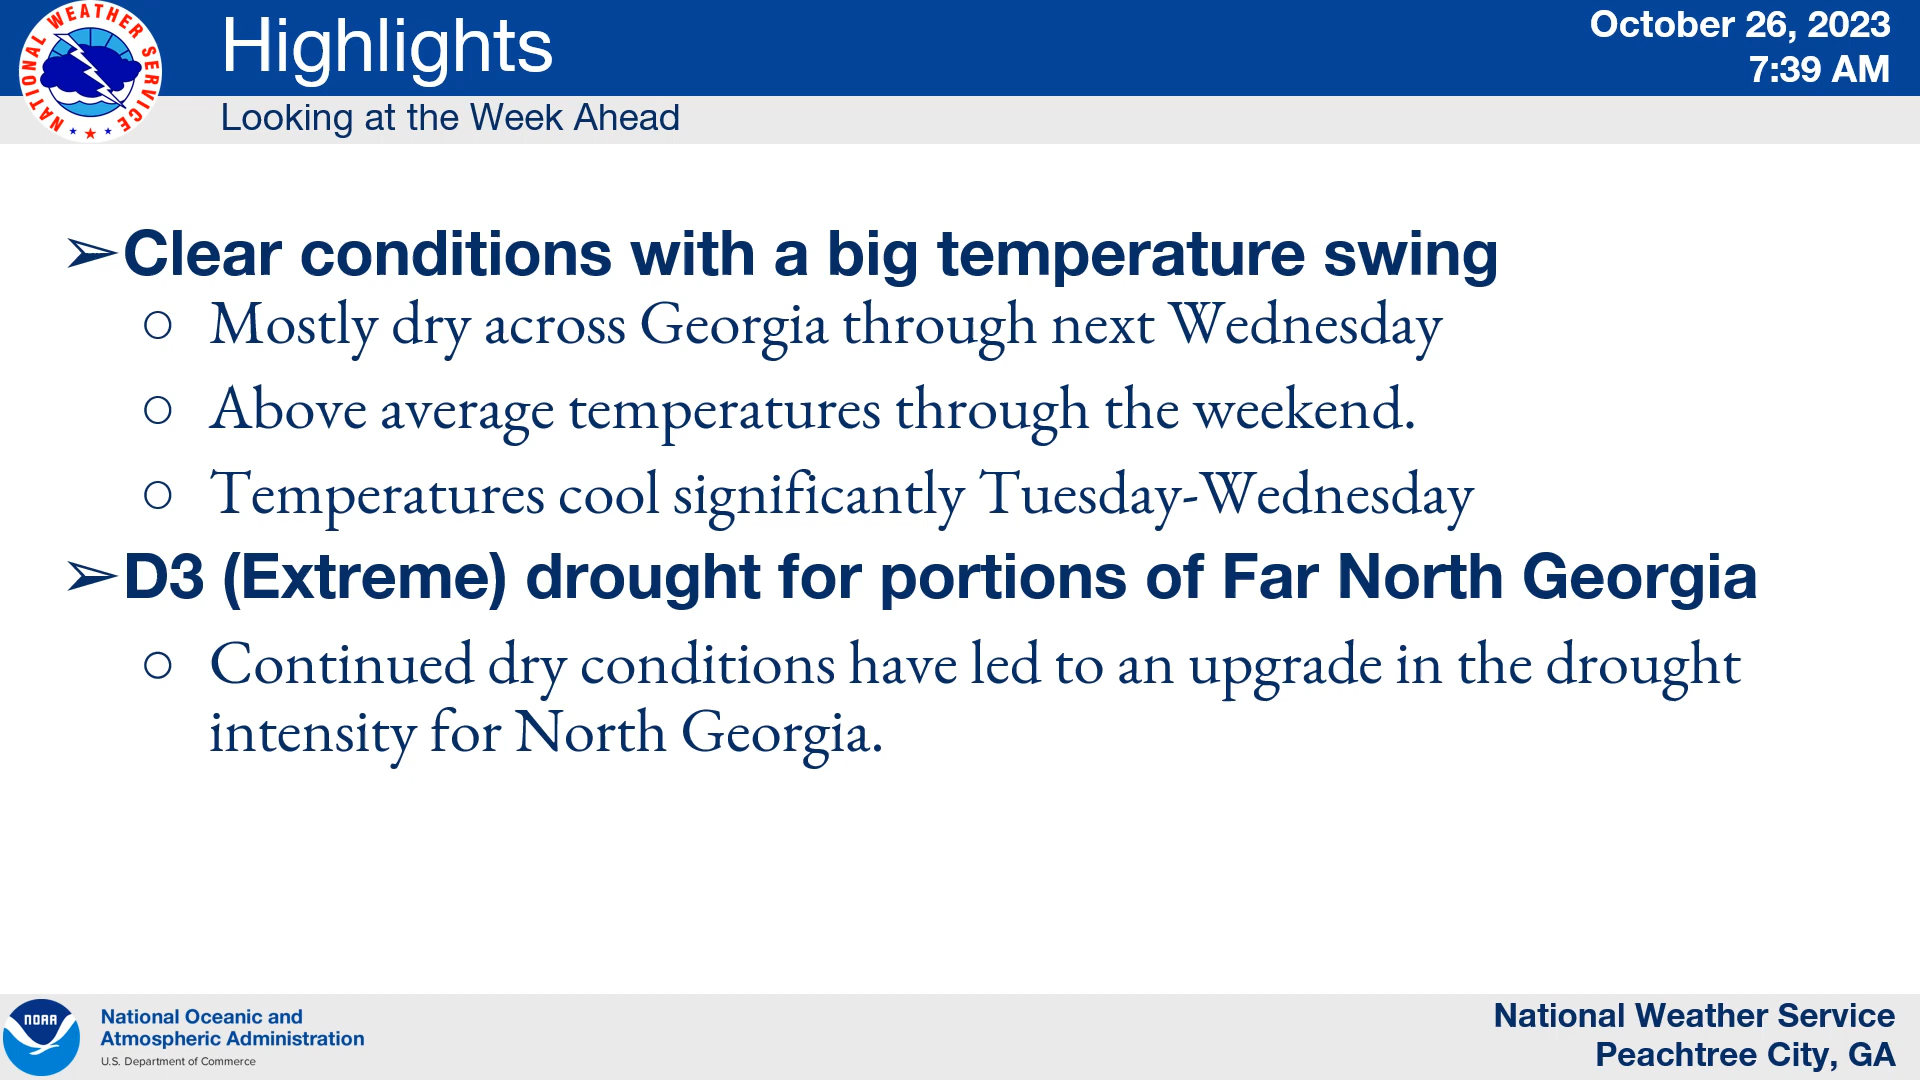 Highlights
October 26, 2023
7:39 AM
NATIONAL WEATHER SERVICE
Looking at the Week Ahead
➢Clear conditions with a big temperature swing
○ Mostly dry across Georgia through next Wednesday
○ Above average temperatures through the weekend.
○ Temperatures cool significantly Tuesday-Wednesday
➢D3 (Extreme) drought for portions of Far North Georgia
○ Continued dry conditions have led to an upgrade in the drought
intensity for North Georgia.
NOAA
National Oceanic and
Atmospheric Administration
U.S. Department of Commerce
National Weather Service
Peachtree City, GA